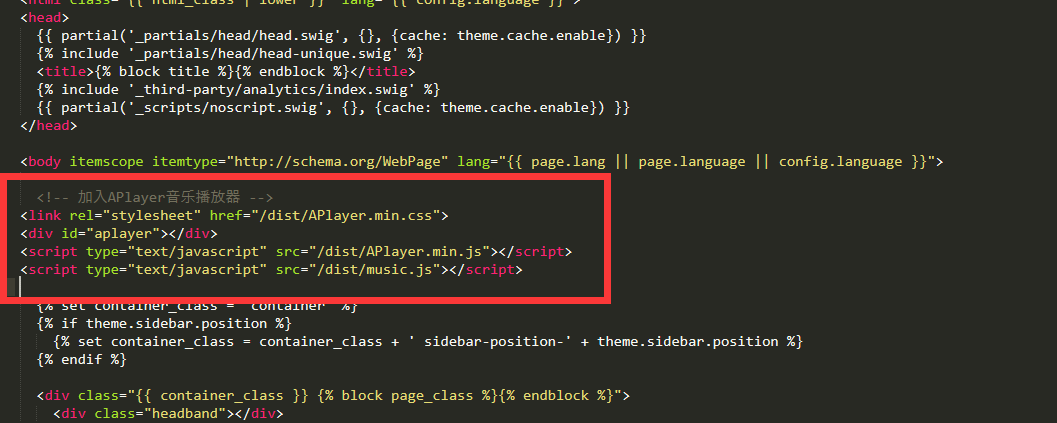 <html class="{{ html_class | lower }}" lang="{{ config.language }}">
<head>
{{ partial('_partials/head/head.swig', {}, {cache: theme.cache.enable}) }}
{% include '_partials/head/head-unique.swig' %}
<title>{% block title %}{% endblock %}</title>
{% include '_third-party/analytics/index.swig' %}
{{ partial('_scripts/noscript.swig', {}, {cache: theme.cache.enable}) }}
</head>
<body itemscope itemtype="http://schema.org/WebPage" lang="{{ page.lang || page.language || config.language }}">
<!-- 加入APlayer音乐播放器 -->
<link rel="stylesheet" href="/dist/APlayer.min.css">
<div id="aplayer"></div>
<script type="text/javascript" src="/dist/APlayer.min.js"></script>
<script type="text/javascript" src="/dist/music.js"></script>
{% set container_class = 'container' %}
{% if theme.sidebar.position %}
{% set container_class = container_class + ' sidebar-position-' + theme.sidebar.position %}
{% endif %}
<div class="{{ container_class }} {% block page_class %}{% endblock %}">
<div class="headband"></div>